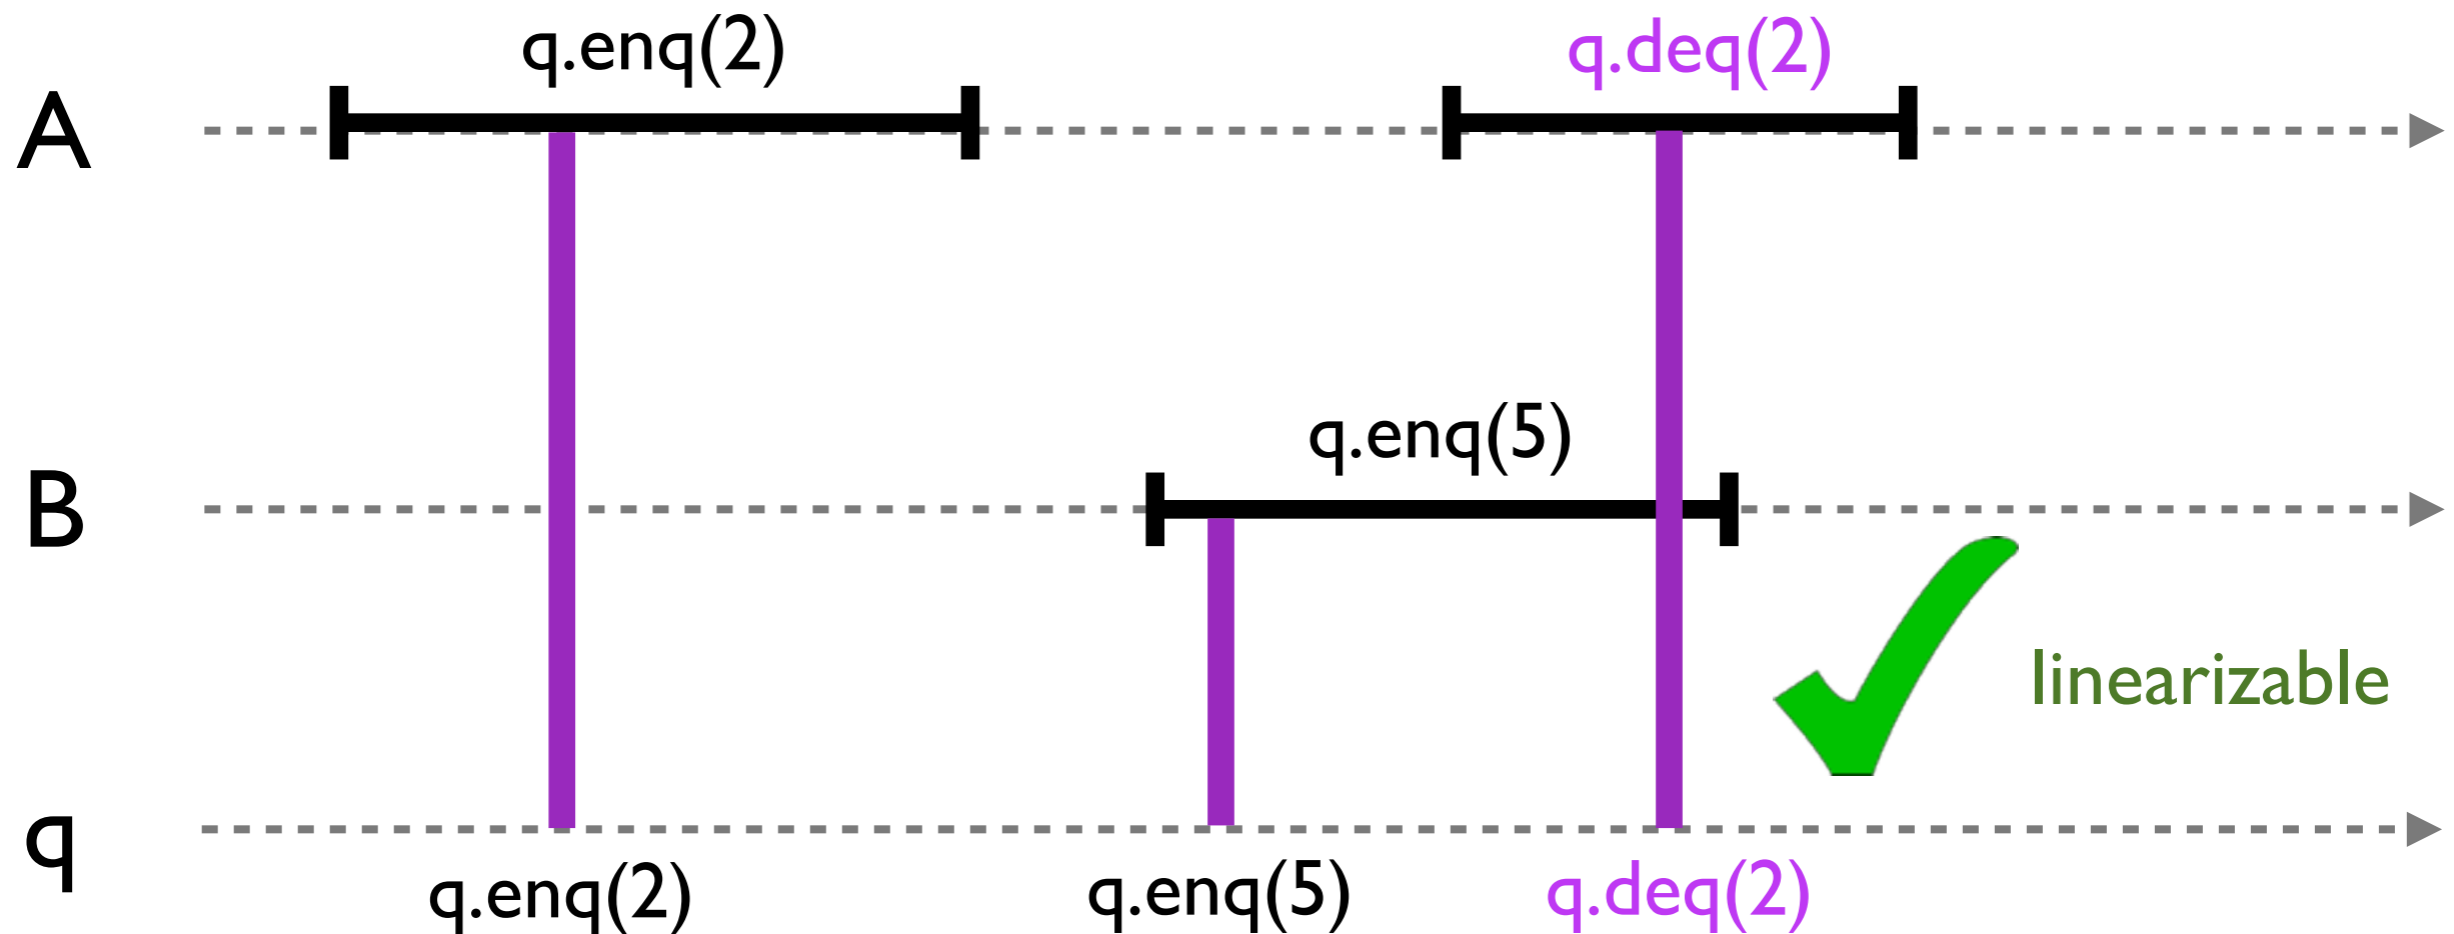 q.enq(2) q.deq(2)
A
q.enq(5)
B
linearizable
q
q.enq(2) q.enq(5) q.deq(2)